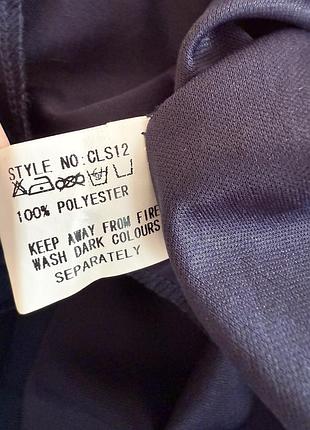 STYLE NO:CLS12
100% POLYESTER
KEEP AWAY FROM FIRE
WASH DARK COLOURS
SEPARATELY